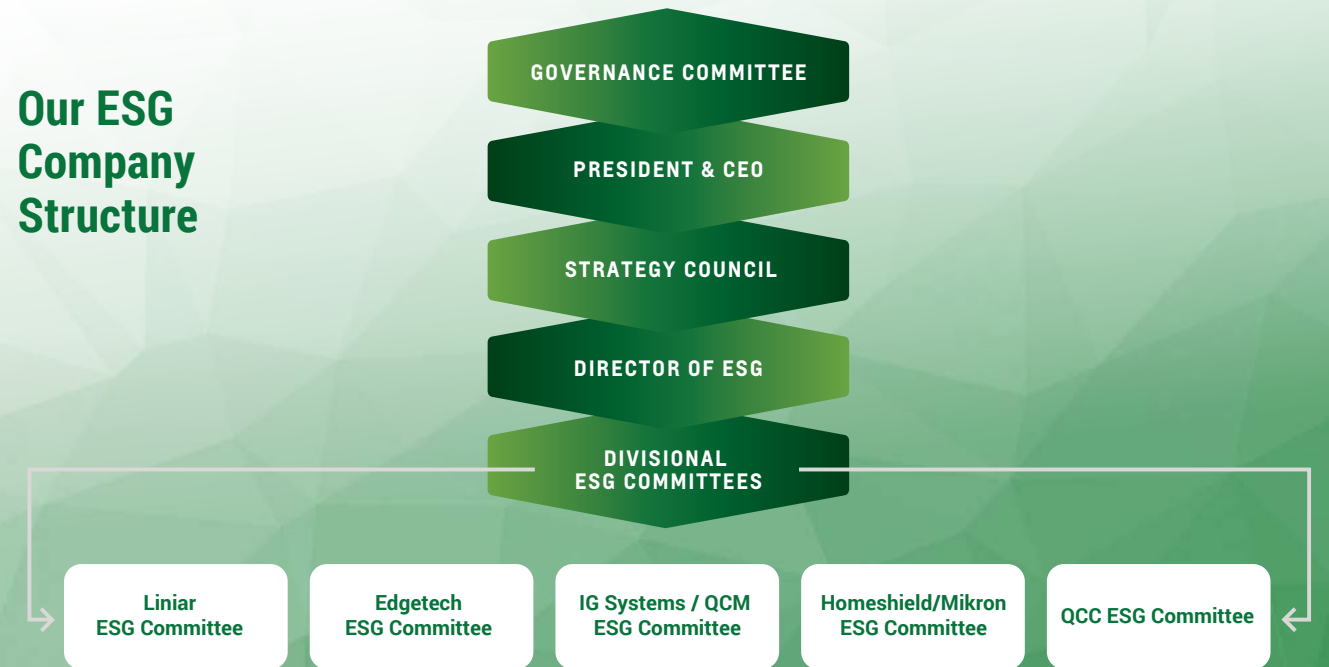 Our ESG
Company
Structure
GOVERNANCE COMMITTEE
PRESIDENT & CEO
STRATEGY COUNCIL
DIRECTOR OF ESG
DIVISIONAL
ESG COMMITTEES
Liniar
ESG Committee
Edgetech
ESG Committee
IG Systems / QCM
ESG Committee
Homeshield/Mikron
ESG Committee
QCC ESG Committee